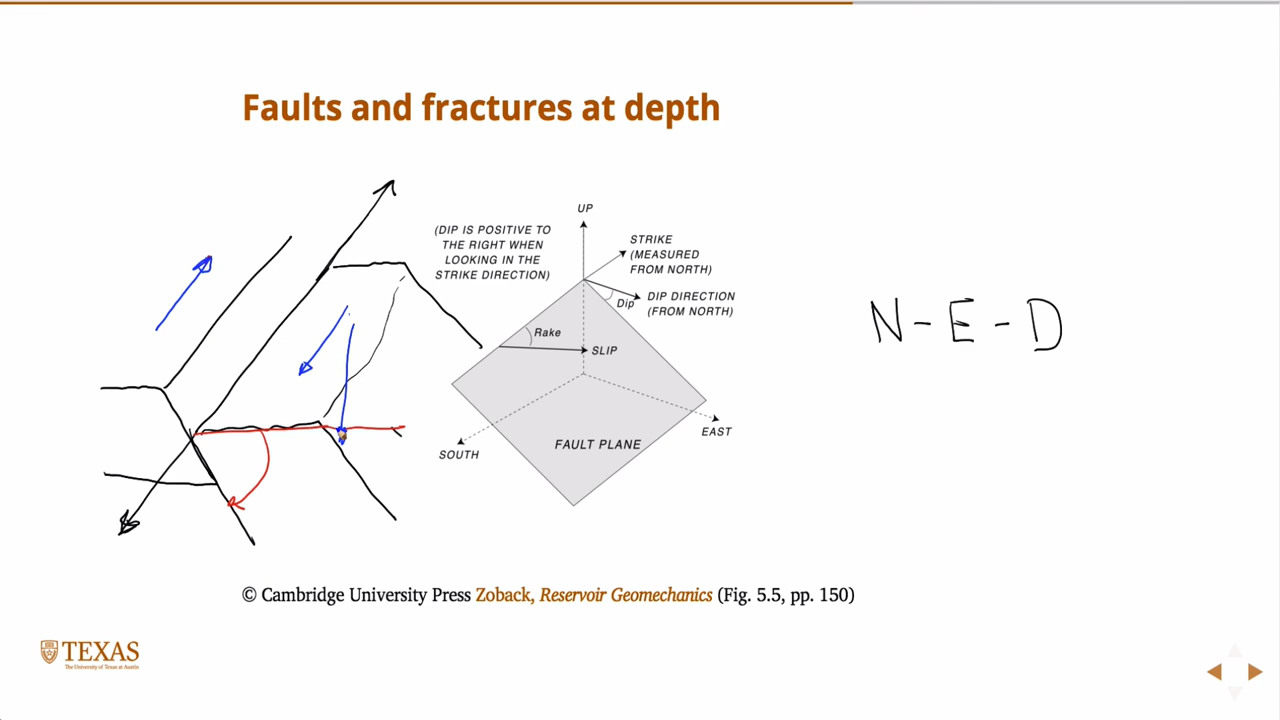 Faults and fractures at depth
UP
(DIP IS POSITIVE TO
THE RIGHT WHEN
LOOKING IN THE
STRIKE DIRECTION)
STRIKE
(MEASURED
FROM NORTH)
Dip
DIP DIRECTION
(FROM NORTH)
Rake
SLIP
N-E-D
EAST
FAULT PLANE
SOUTH
© Cambridge University Press Zoback, Reservoir Geomechanics (Fig. 5.5, pp. 150)
TEXAS
The University of Texas at Austin